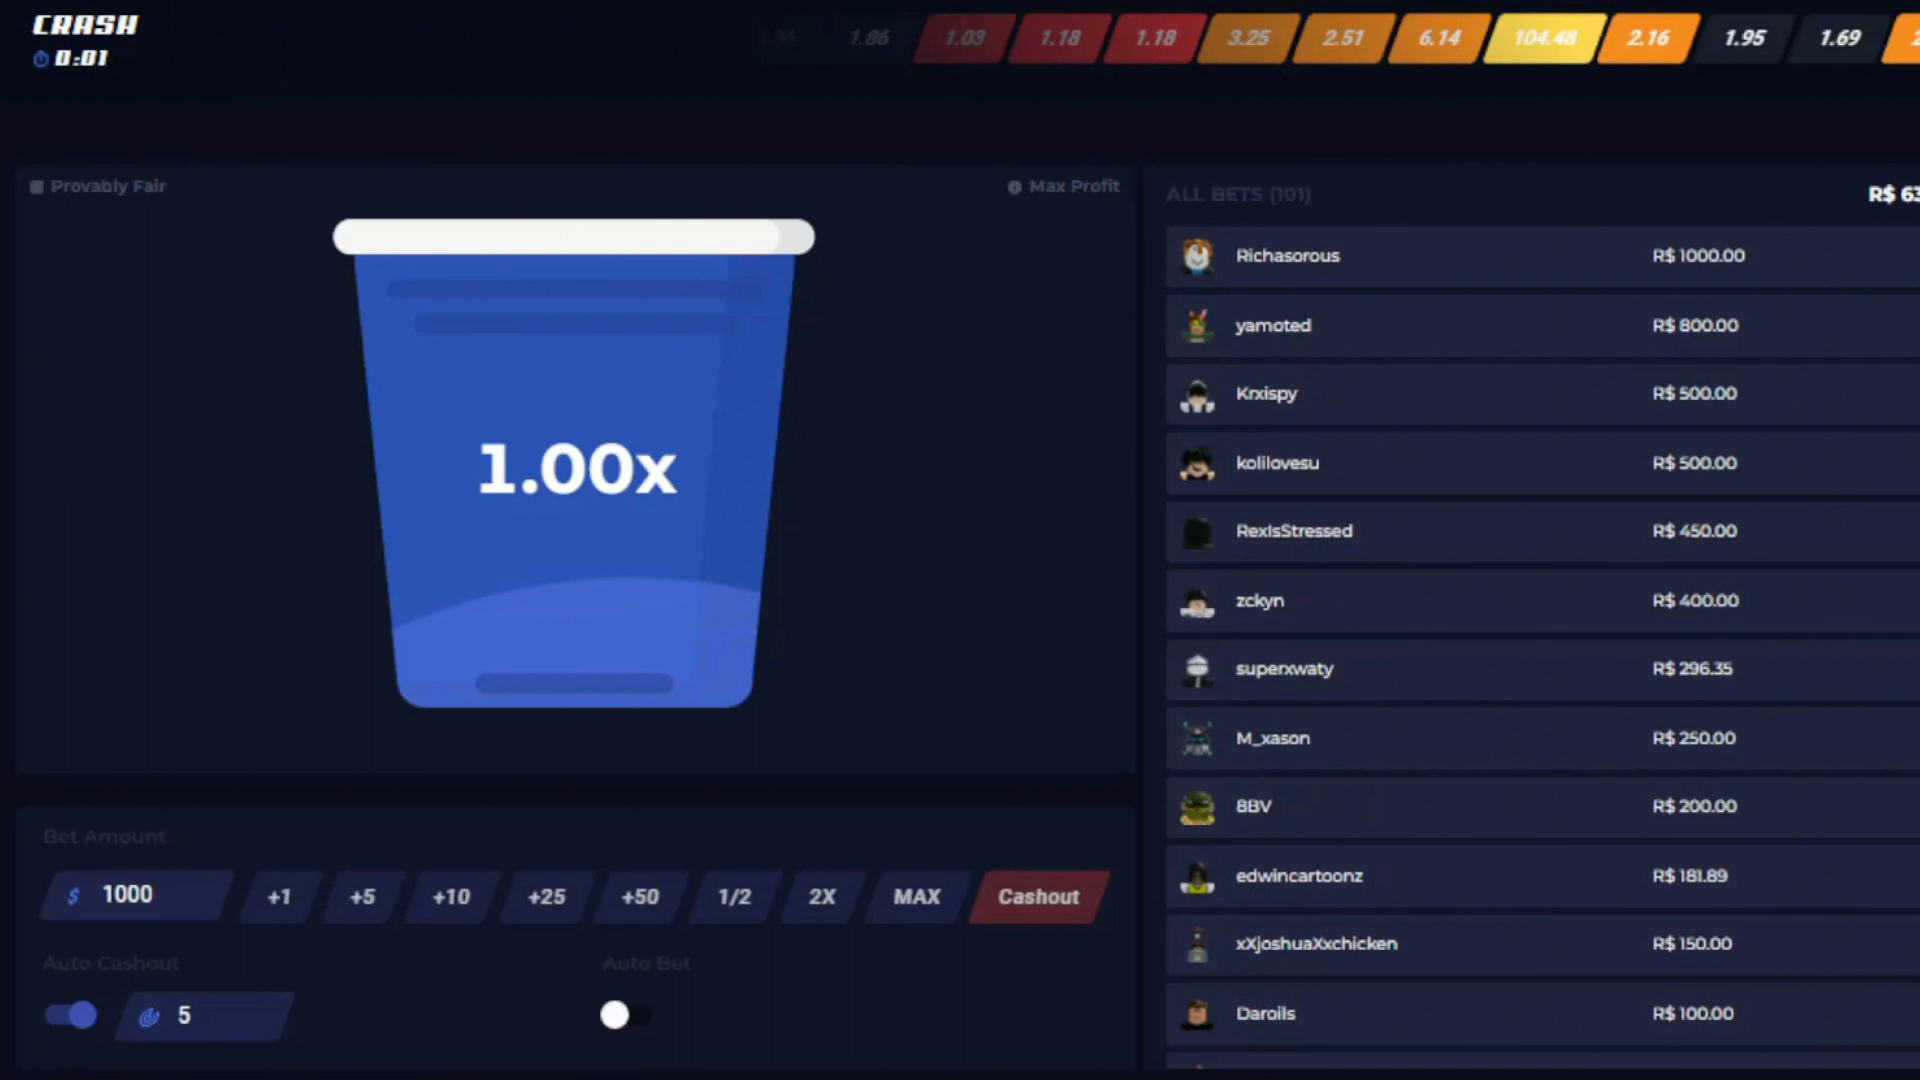 CRASH
0:01
1.86 1.03 1.18 1.18 3.25 2.51 6.14 104.48 2.16 1.95 1.69
Provably Fair
Max Profit
1.00x
Bet Amount
$ 1000 +1 +5 +10 +25 +50 1/2 2X MAX Cashout
Auto Cashout
Auto Bet
5
ALL BETS (101) R$ 63
Richasorous R$ 1000.00
yamoted R$ 800.00
Krxispy R$ 500.00
kolilovesu R$ 500.00
RexIsStressed R$ 450.00
zckyn R$ 400.00
superxwaty R$ 296.35
M_xason R$ 250.00
8BV R$ 200.00
edwincartoonz R$ 181.89
xXjoshuaXxchicken R$ 150.00
Daroils R$ 100.00